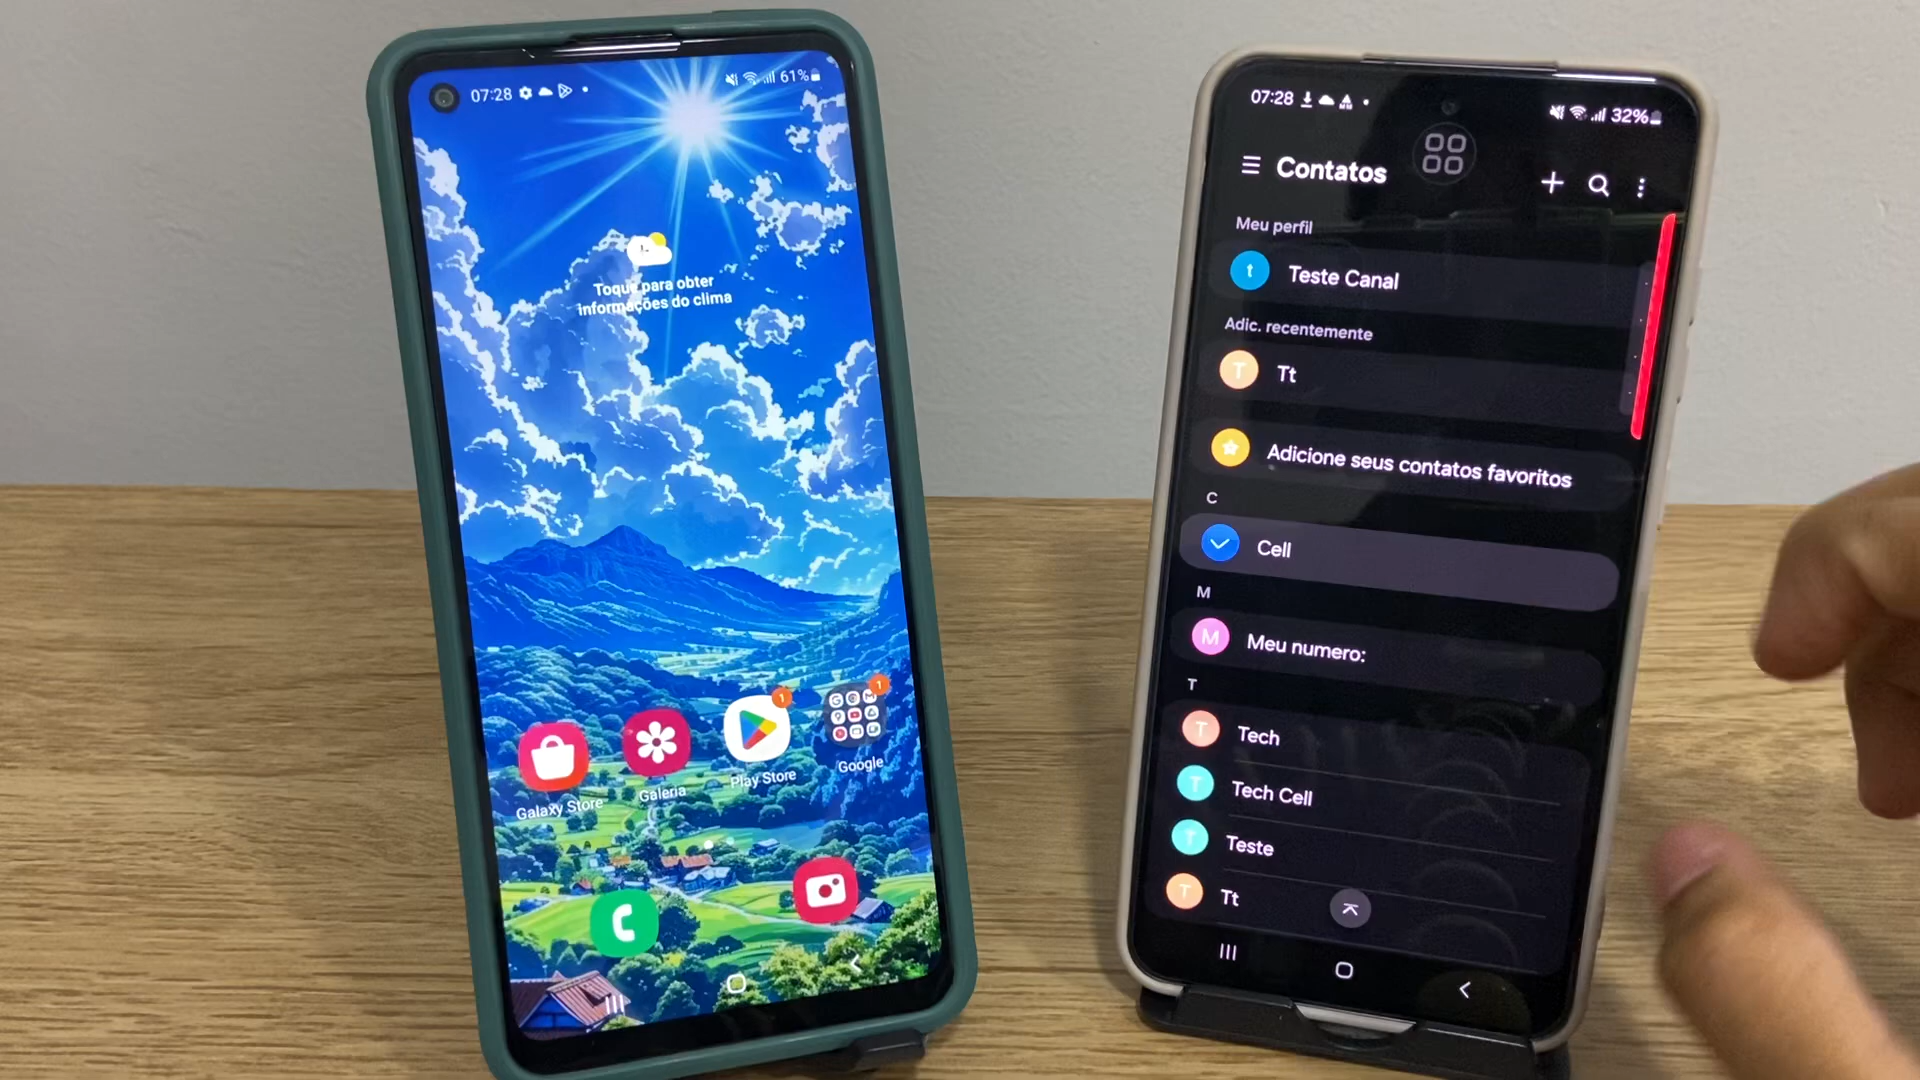 07:28
61%
Toque para obter
informações do clima
1
1
Galaxy Store
Galeria
Play Store
Google
07:28
32%
Contatos
Meu perfil
t
Teste Canal
Adic. recentemente
T
Tt
Adicione seus contatos favoritos
C
Cell
M
M
Meu numero:
T
T
Tech
T
Tech Cell
T
Teste
T
Tt